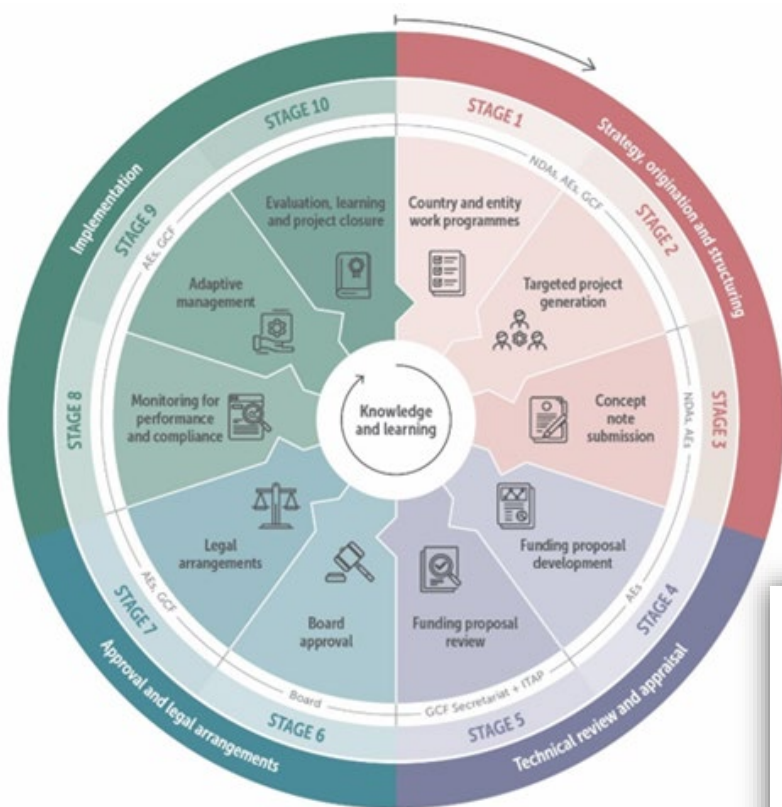 Strategy, origination and structuring
STAGE 1
NDAs, AEs, GCF
Country and entity
work programmes
STAGE 2
Targeted project
generation
STAGE 3
NDAs, AEs
Concept
note
submission
Technical review and appraisal
STAGE 4
AEs
Funding proposal
development
STAGE 5
GCF Secretariat + ITAP
Funding proposal
review
Approval and legal arrangements
STAGE 6
Board
Board
approval
STAGE 7
AEs, GCF
Legal
arrangements
Implementation
STAGE 8
Monitoring for
performance
and compliance
STAGE 9
AEs, GCF
Adaptive
management
STAGE 10
Evaluation, learning
and project closure
Knowledge
and learning